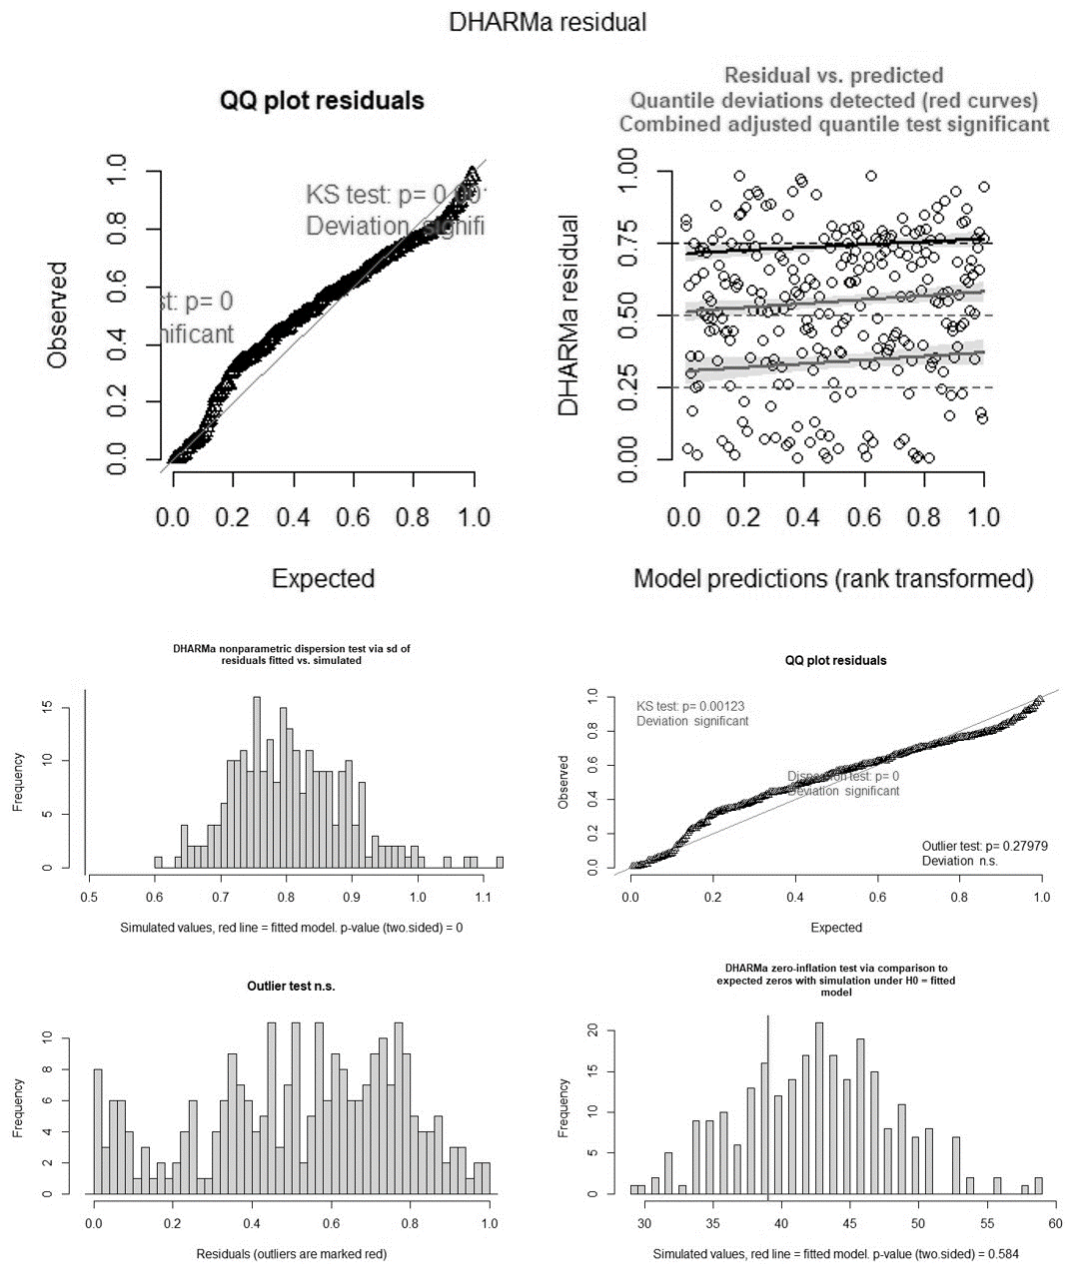 DHARMa residual
QQ plot residuals
Residual vs. predicted
Quantile deviations detected (red curves)
Combined adjusted quantile test significant
KS test: p= 0.00
Deviation signifi
st: p= 0
nificant
Observed
0.0 0.2 0.4 0.6 0.8 1.0
0.0 0.2 0.4 0.6 0.8 1.0
Expected
DHARMa residual
0.00 0.25 0.50 0.75 1.00
0.0 0.2 0.4 0.6 0.8 1.0
Model predictions (rank transformed)
DHARMa nonparametric dispersion test via sd of
residuals fitted vs. simulated
Frequency
0 5 10 15
0.5 0.6 0.7 0.8 0.9 1.0 1.1
Simulated values, red line = fitted model. p-value (two.sided) = 0
QQ plot residuals
KS test: p= 0.00123
Deviation significant
Dispersion test: p= 0
Deviation significant
Outlier test: p= 0.27979
Deviation n.s.
Observed
0.0 0.2 0.4 0.6 0.8 1.0
0.0 0.2 0.4 0.6 0.8 1.0
Expected
Outlier test n.s.
Frequency
0 2 4 6 8 10
0.0 0.2 0.4 0.6 0.8 1.0
Residuals (outliers are marked red)
DHARMa zero-inflation test via comparison to
expected zeros with simulation under H0 = fitted
model
Frequency
0 5 10 15 20
30 35 40 45 50 55 60
Simulated values, red line = fitted model. p-value (two.sided) = 0.584